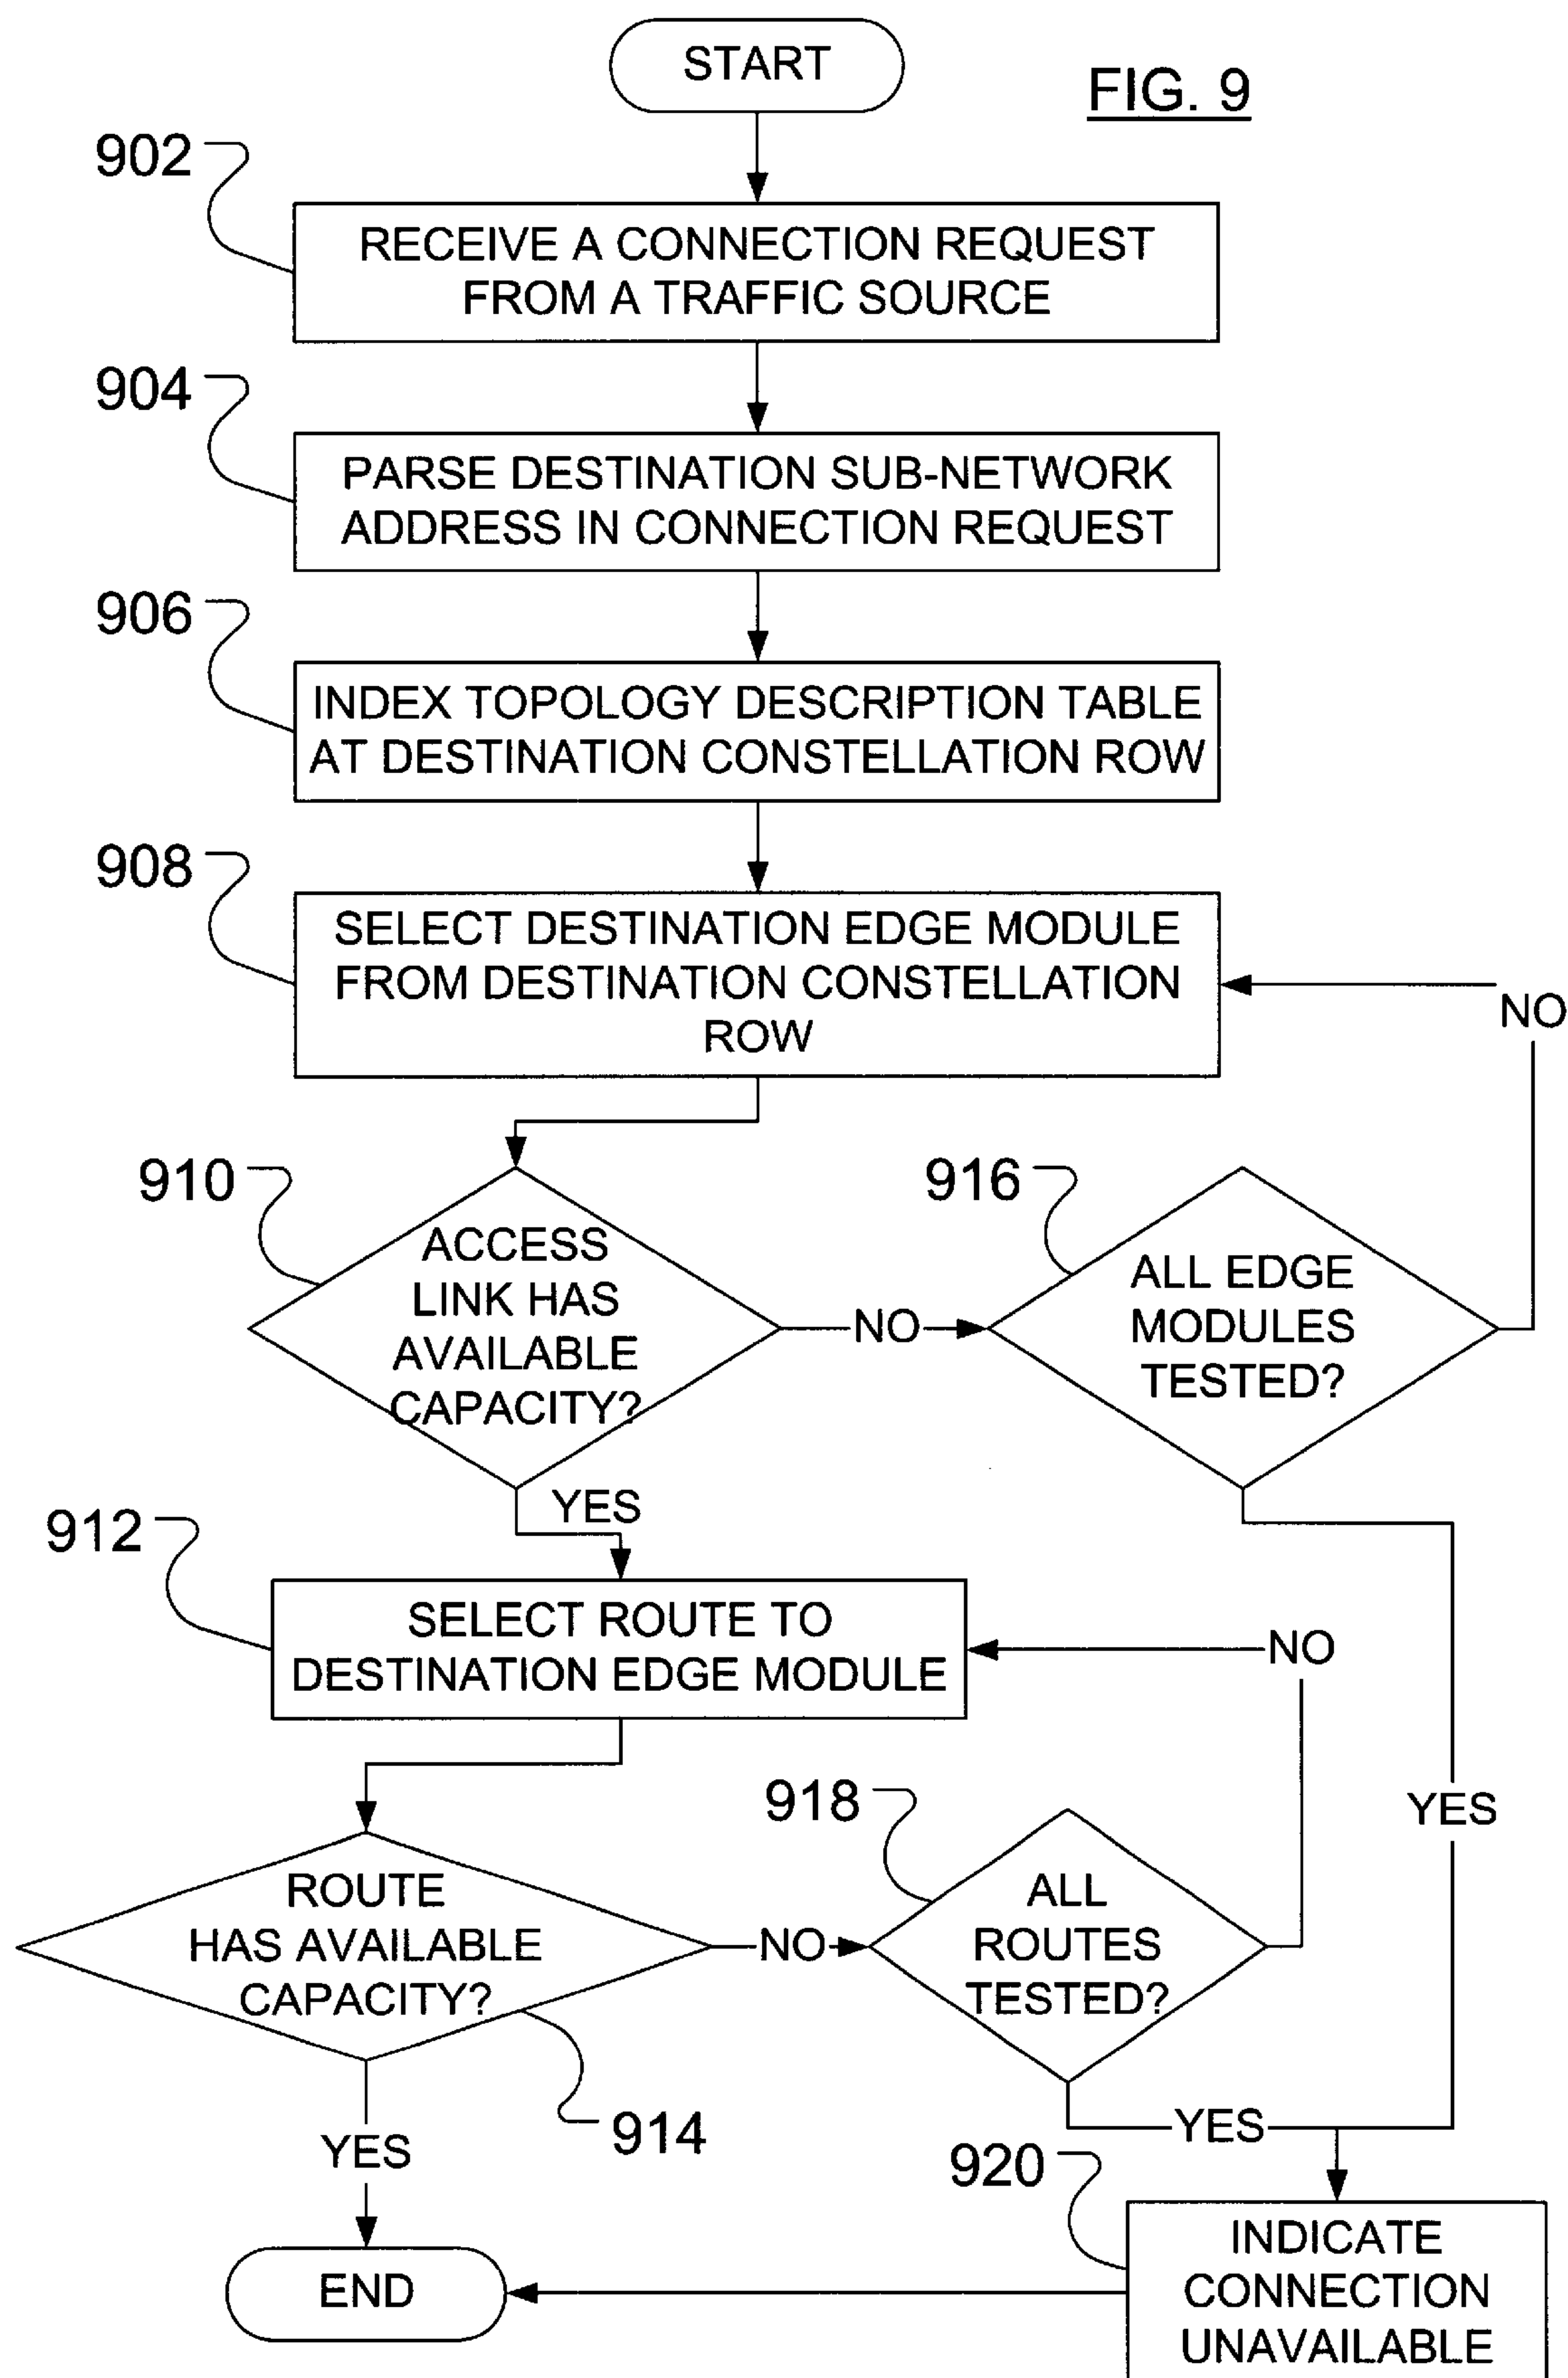 START
FIG. 9
902
RECEIVE A CONNECTION REQUEST
FROM A TRAFFIC SOURCE
904
PARSE DESTINATION SUB-NETWORK
ADDRESS IN CONNECTION REQUEST
906
INDEX TOPOLOGY DESCRIPTION TABLE
AT DESTINATION CONSTELLATION ROW
908
SELECT DESTINATION EDGE MODULE
FROM DESTINATION CONSTELLATION
ROW
NO
910
ACCESS
LINK HAS
AVAILABLE
CAPACITY?
NO
916
ALL EDGE
MODULES
TESTED?
YES
912
SELECT ROUTE TO
DESTINATION EDGE MODULE
NO
YES
ROUTE
HAS AVAILABLE
CAPACITY?
914
NO
918
ALL
ROUTES
TESTED?
YES
YES
920
INDICATE
CONNECTION
UNAVAILABLE
END